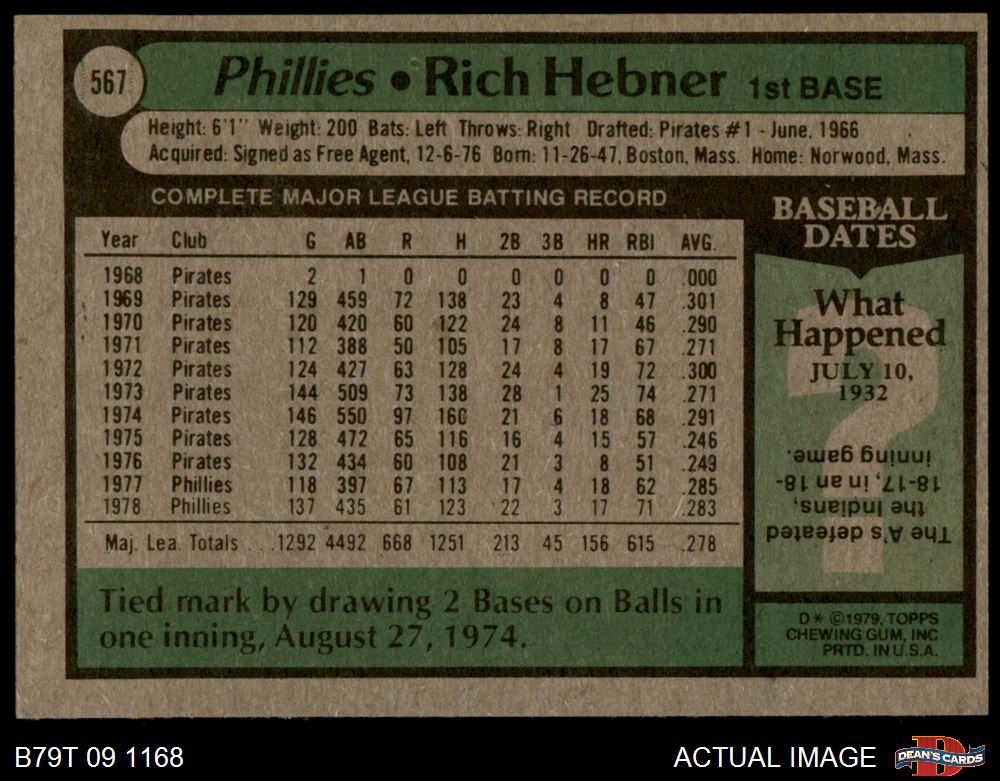 567
Phillies • Rich Hebner 1st BASE
Height: 6'1" Weight: 200 Bats: Left Throws: Right Drafted: Pirates #1 - June, 1966
Acquired: Signed as Free Agent, 12-6-76 Born: 11-26-47, Boston, Mass. Home: Norwood, Mass.
COMPLETE MAJOR LEAGUE BATTING RECORD
Year Club G AB R H 2B 3B HR RBI AVG.
1968 Pirates 2 1 0 0 0 0 0 0 .000
1969 Pirates 129 459 72 138 23 4 8 47 .301
1970 Pirates 120 420 60 122 24 8 11 46 .290
1971 Pirates 112 388 50 105 17 8 17 67 .271
1972 Pirates 124 427 63 128 24 4 19 72 .300
1973 Pirates 144 509 73 138 28 1 25 74 .271
1974 Pirates 146 550 97 160 21 6 18 68 .291
1975 Pirates 128 472 65 116 16 4 15 57 .246
1976 Pirates 132 434 60 108 21 3 8 51 .249
1977 Phillies 118 397 67 113 17 4 18 62 .285
1978 Phillies 137 435 61 123 22 3 17 71 .283
Maj. Lea. Totals ...1292 4492 668 1251 213 45 156 615 .278
Tied mark by drawing 2 Bases on Balls in
one inning, August 27, 1974.
BASEBALL
DATES
What
Happened
JULY 10,
1932
?
The A's defeated
the Indians,
18-17, in an 18-
inning game.
D* ©1979, TOPPS
CHEWING GUM, INC
PRTD. IN U.S.A.
B79T 09 1168
ACTUAL IMAGE
D
DEAN'S CARDS